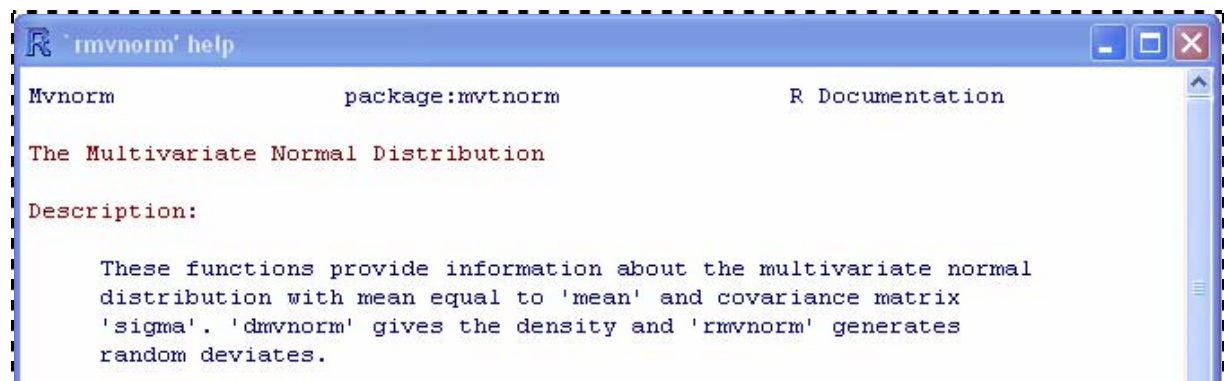 `rmvnorm' help
Mvnorm package:mvtnorm R Documentation
The Multivariate Normal Distribution
Description:
These functions provide information about the multivariate normal
distribution with mean equal to 'mean' and covariance matrix
'sigma'. 'dmvnorm' gives the density and 'rmvnorm' generates
random deviates.